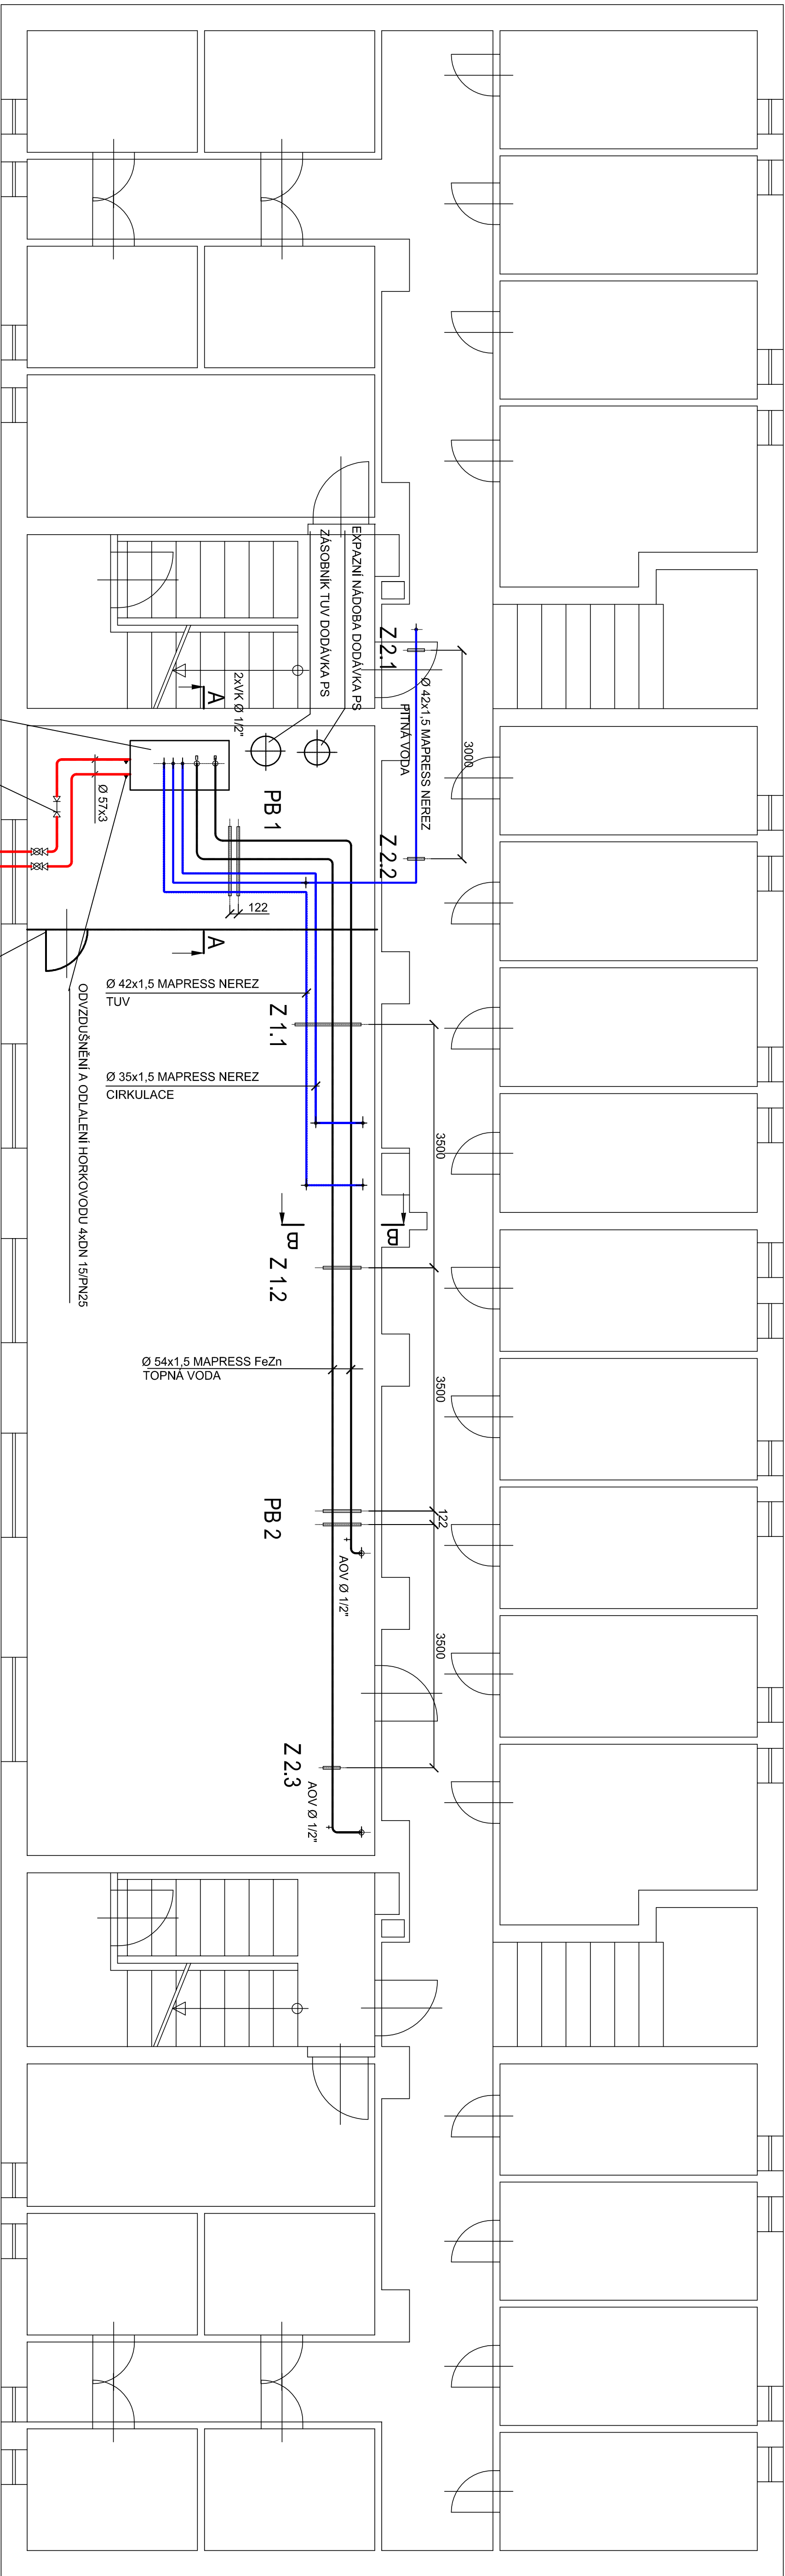 EXPAZNÍ NÁDOBA DODÁVKA PS
ZÁSOBNÍK TUV DODÁVKA PS
Z 2.1
Ø 42x1,5 MAPRESS NEREZ
PITNÁ VODA
3000
2xVK Ø 1/2"
A
Ø 57x3
PB 1
Z 2.2
122
A
Ø 42x1,5 MAPRESS NEREZ
TUV
ODVZDUŠNĚNÍ A ODLALENÍ HORKOVODU 4xDN 15/PN25
Z 1.1
Ø 35x1,5 MAPRESS NEREZ
CIRKULACE
3500
B
B
Z 1.2
Ø 54x1,5 MAPRESS FeZn
TOPNÁ VODA
3500
PB 2
122
AOV Ø 1/2"
3500
Z 2.3
AOV Ø 1/2"